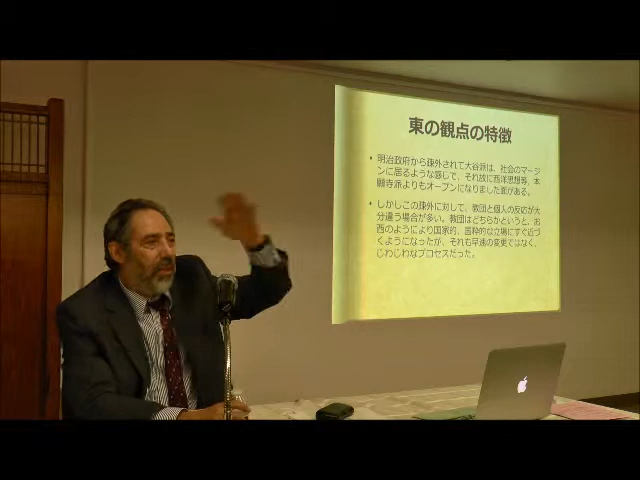 東の観点の特徴
• 明治政府から疎外されて大谷派は、社会のマージ
ンに居るような感じで、それ故に西洋思想等、本
願寺派よりもオープンになりました面がある。
• しかしこの疎外に対して、教団と個人の反応が大
分違う場合が多い。教団はどちらかというと、お
西のようにより国家的、国粋的な立場にすぐ近づ
くようになったが、それも早速の変更ではなく、
じわじわなプロセスだった。